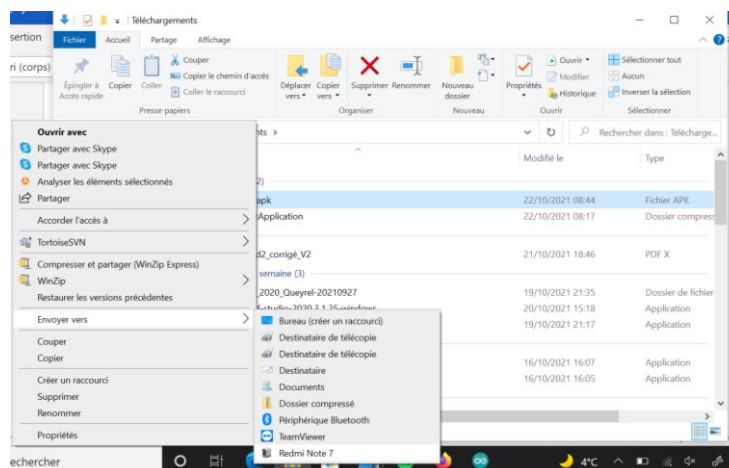 Téléchargements
sertion
Fichier Accueil Partage Affichage
ri (corps)
Épingler à Accès rapide
Copier
Coller
Couper
Copier le chemin d'accès
Coller le raccourci
Déplacer vers
Copier vers
Supprimer
Renommer
Nouveau dossier
Propriétés
Ouvrir
Modifier
Historique
Sélectionner tout
Aucun
Inverser la sélection
Presse-papiers Organiser Nouveau Ouvrir Sélectionner
nts >
Rechercher dans : Télécharge...
Modifié le Type
2)
apk 22/10/2021 08:44 Fichier APK
Application 22/10/2021 08:17 Dossier compress
d2_corrigé_V2 21/10/2021 18:46 PDF X
semaine (3)
_2020_Queyrel-20210927 19/10/2021 21:35 Dossier de fichier
20/10/2021 15:18 Application
19/10/2021 21:17 Application
16/10/2021 16:07 Application
16/10/2021 16:05 Application
Ouvrir avec
Partager avec Skype
Partager avec Skype
Analyser les éléments sélectionnés
Partager
Accorder l'accès à
TortoiseSVN
Compresser et partager (WinZip Express)
WinZip
Restaurer les versions précédentes
Envoyer vers
Couper
Copier
Créer un raccourci
Supprimer
Renommer
Propriétés
Bureau (créer un raccourci)
Destinataire de télécopie
Destinataire de télécopie
Destinataire
Documents
Dossier compressé
Périphérique Bluetooth
TeamViewer
Redmi Note 7
echercher
4°C